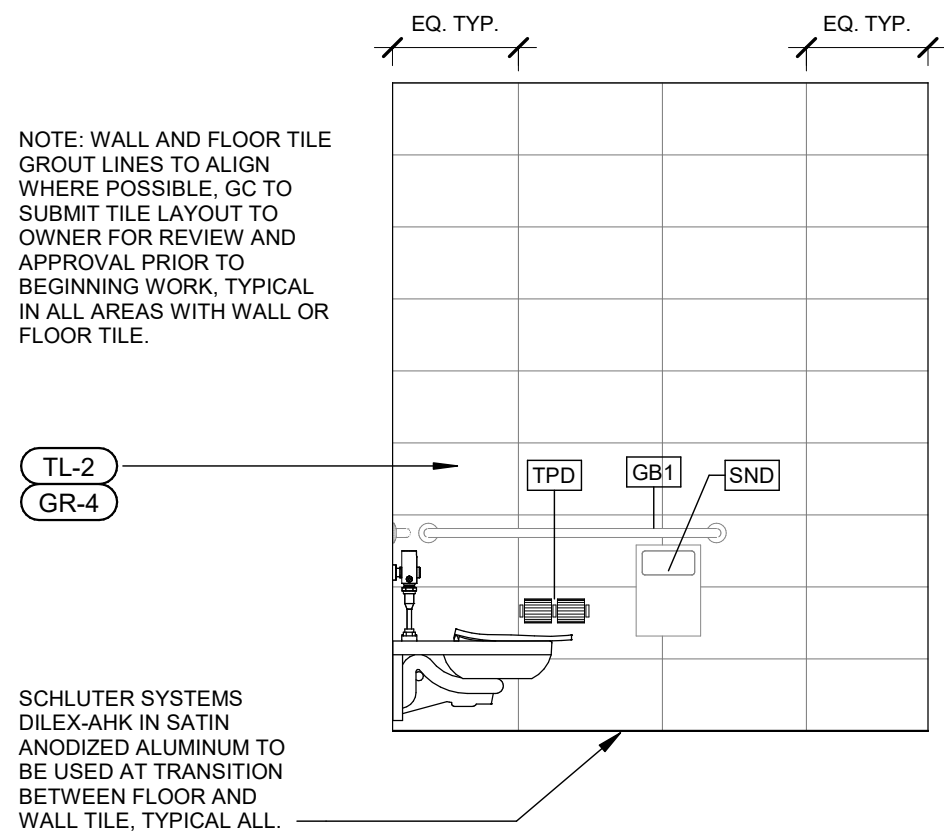 EQ. TYP.
EQ. TYP.
NOTE: WALL AND FLOOR TILE
GROUT LINES TO ALIGN
WHERE POSSIBLE, GC TO
SUBMIT TILE LAYOUT TO
OWNER FOR REVIEW AND
APPROVAL PRIOR TO
BEGINNING WORK, TYPICAL
IN ALL AREAS WITH WALL OR
FLOOR TILE.
TL-2
GR-4
TPD
GB1
SND
SCHLUTER SYSTEMS
DILEX-AHK IN SATIN
ANODIZED ALUMINUM TO
BE USED AT TRANSITION
BETWEEN FLOOR AND
WALL TILE, TYPICAL ALL.